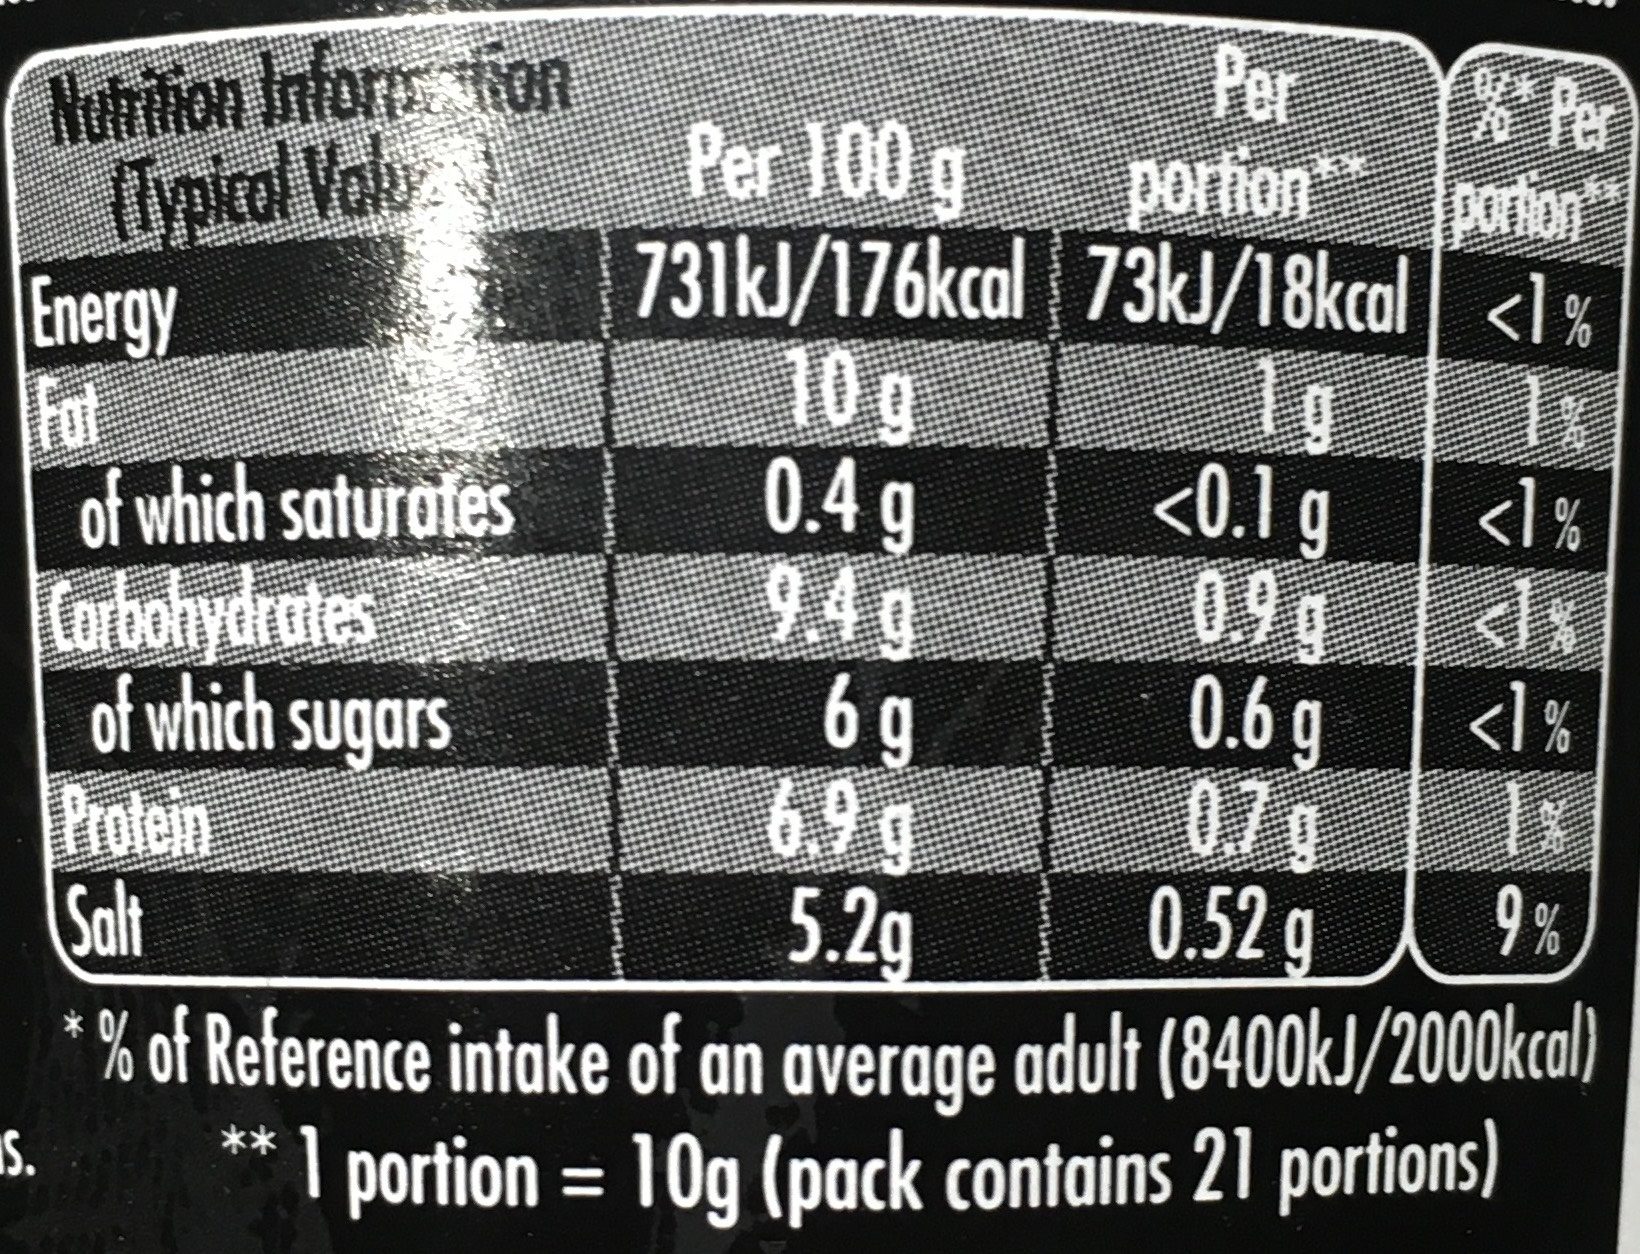 Nutrition Information Per 100 g Per portion** %* Per portion**
(Typical Values)
Energy 731kJ/176kcal 73kJ/18kcal <1 %
Fat 10 g 1 g 1 %
of which saturates 0.4 g <0.1 g <1 %
Carbohydrates 9.4 g 0.9 g <1 %
of which sugars 6 g 0.6 g <1 %
Protein 6.9 g 0.7 g 1 %
Salt 5.2g 0.52 g 9 %
* % of Reference intake of an average adult (8400kJ/2000kcal)
** 1 portion = 10g (pack contains 21 portions)